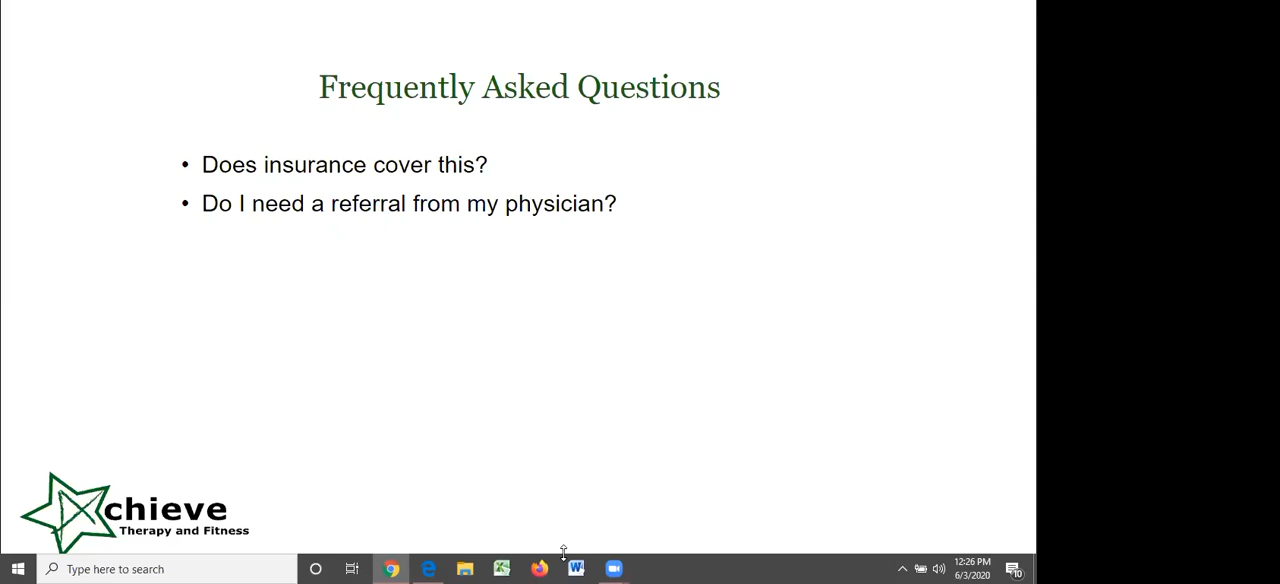 Frequently Asked Questions
• Does insurance cover this?
• Do I need a referral from my physician?
chieve
Therapy and Fitness
Type here to search
12:26 PM
6/3/2020
10